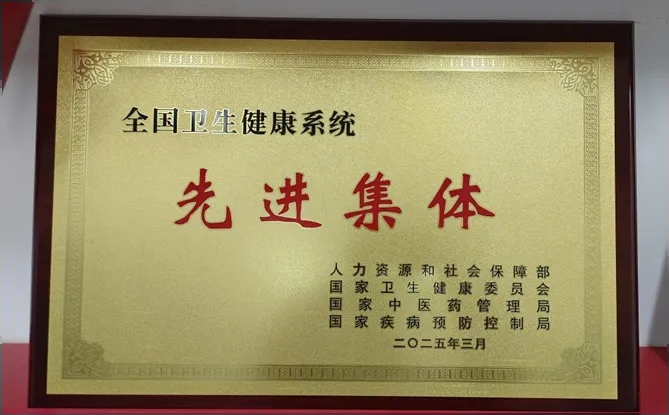 全国卫生健康系统
先进集体
人力资源和社会保障部
国家卫生健康委员会
国家中医药管理局
国家疾病预防控制局
二〇二五年三月